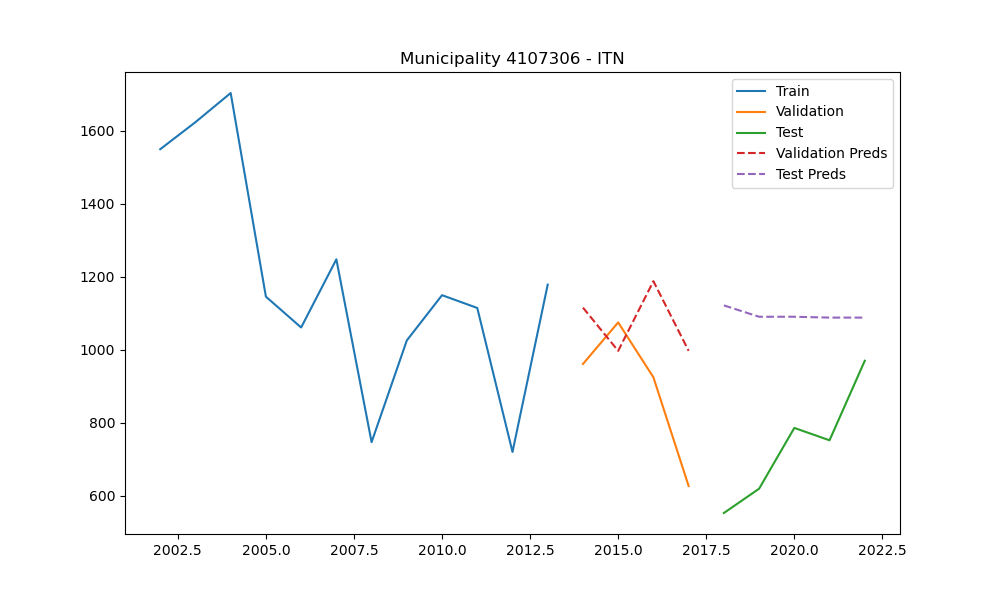 Municipality 4107306 - ITN
Train
Validation
Test
Validation Preds
Test Preds
1600
1400
1200
1000
800
600
2002.5 2005.0 2007.5 2010.0 2012.5 2015.0 2017.5 2020.0 2022.5